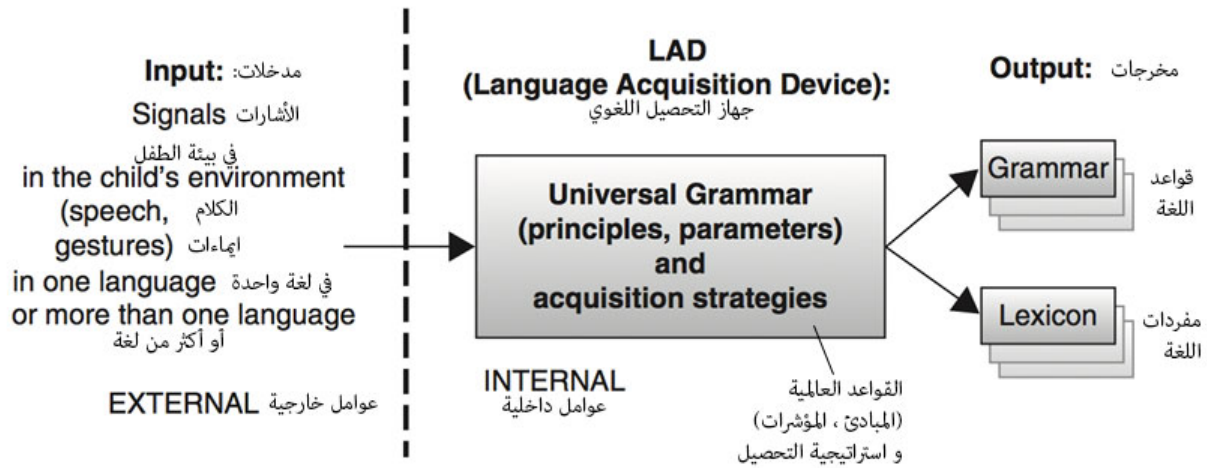 Input: مدخلات:
Signals الأشارات
في بيئة الطفل
in the child's environment
(speech, الكلام
gestures) ايماءات
in one language في لغة واحدة
or more than one language
أو أكثر من لغة
EXTERNAL عوامل خارجية
LAD
(Language Acquisition Device):
جهاز التحصيل اللغوي
Universal Grammar
(principles, parameters)
and
acquisition strategies
INTERNAL
عوامل داخلية
القواعد العالمية
(المبادئ ، المؤشرات)
و استراتيجية التحصيل
Output: مخرجات
Grammar
قواعد
اللغة
Lexicon
مفردات
اللغة